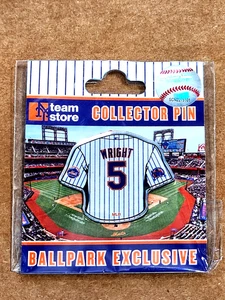 team
store
COLLECTOR PIN
WRIGHT
5
BALLPARK EXCLUSIVE